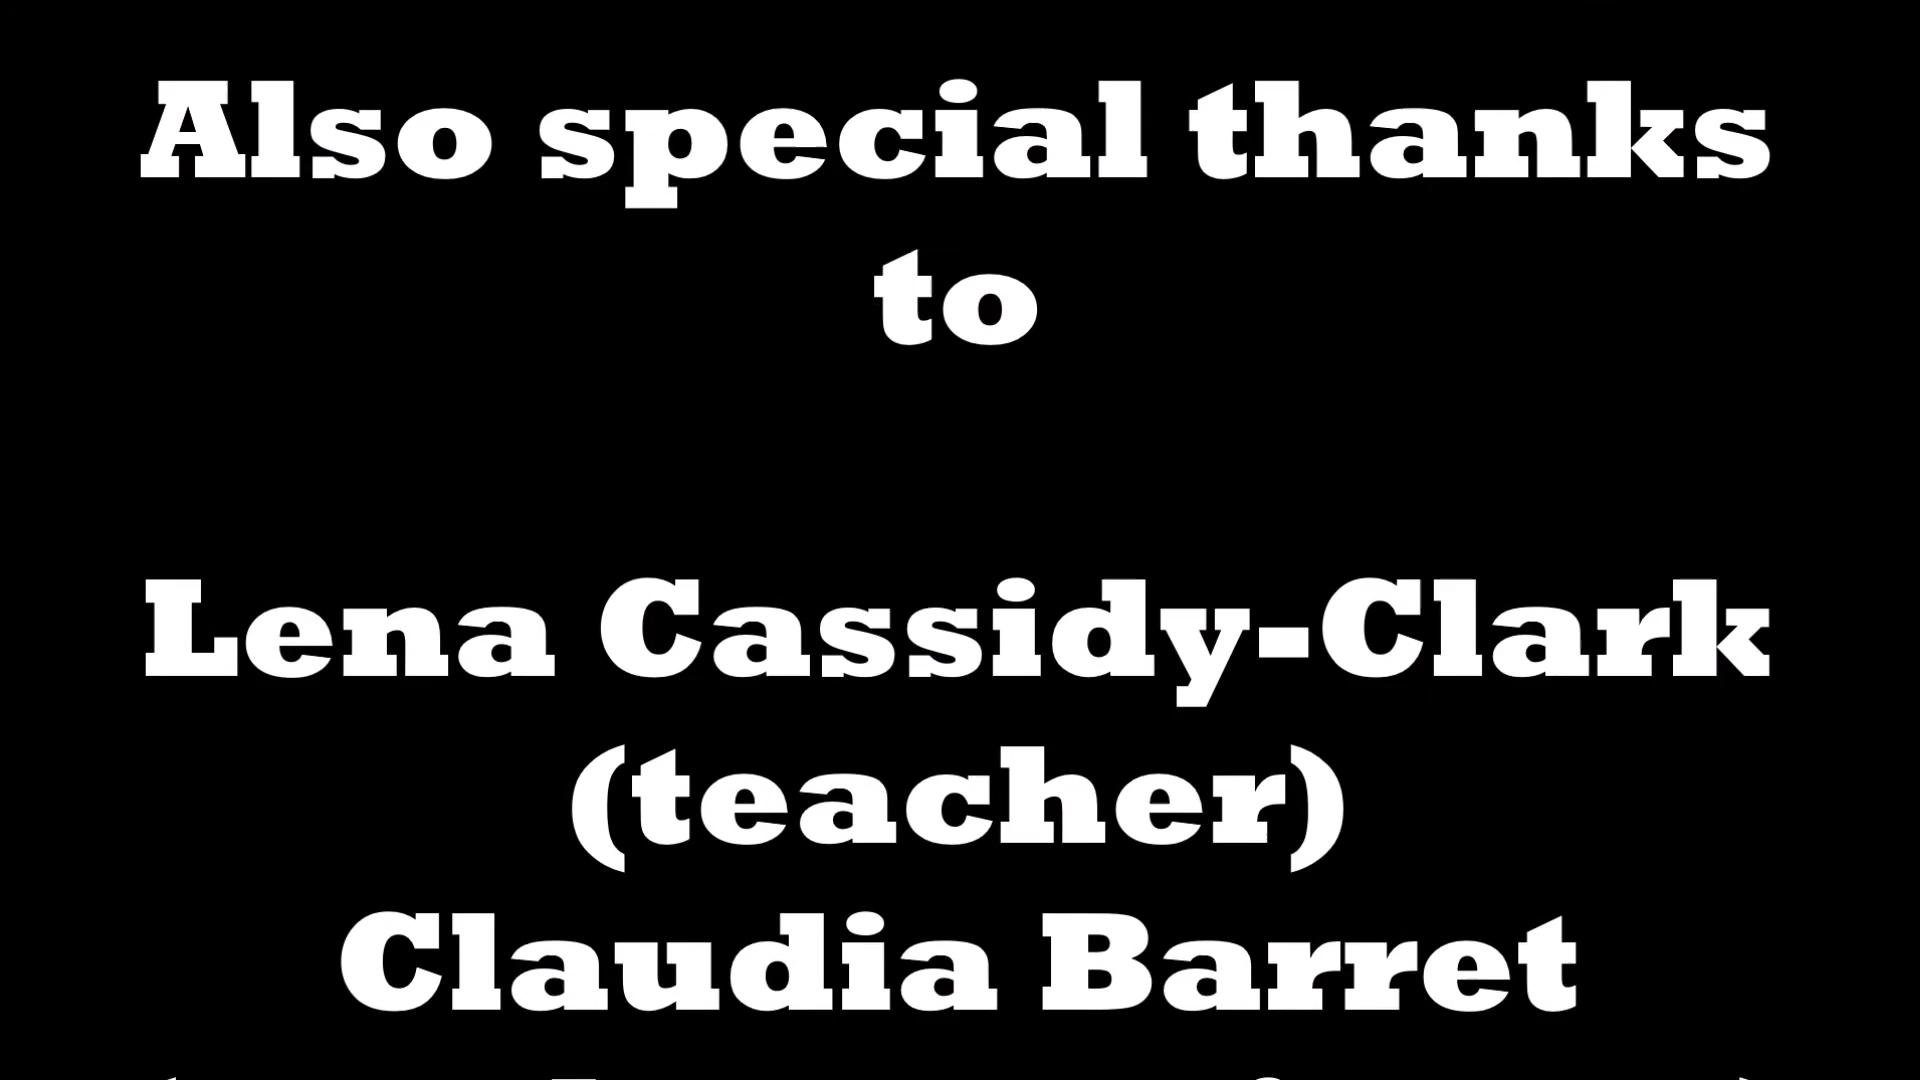 Also special thanks
to
Lena Cassidy-Clark
(teacher)
Claudia Barret